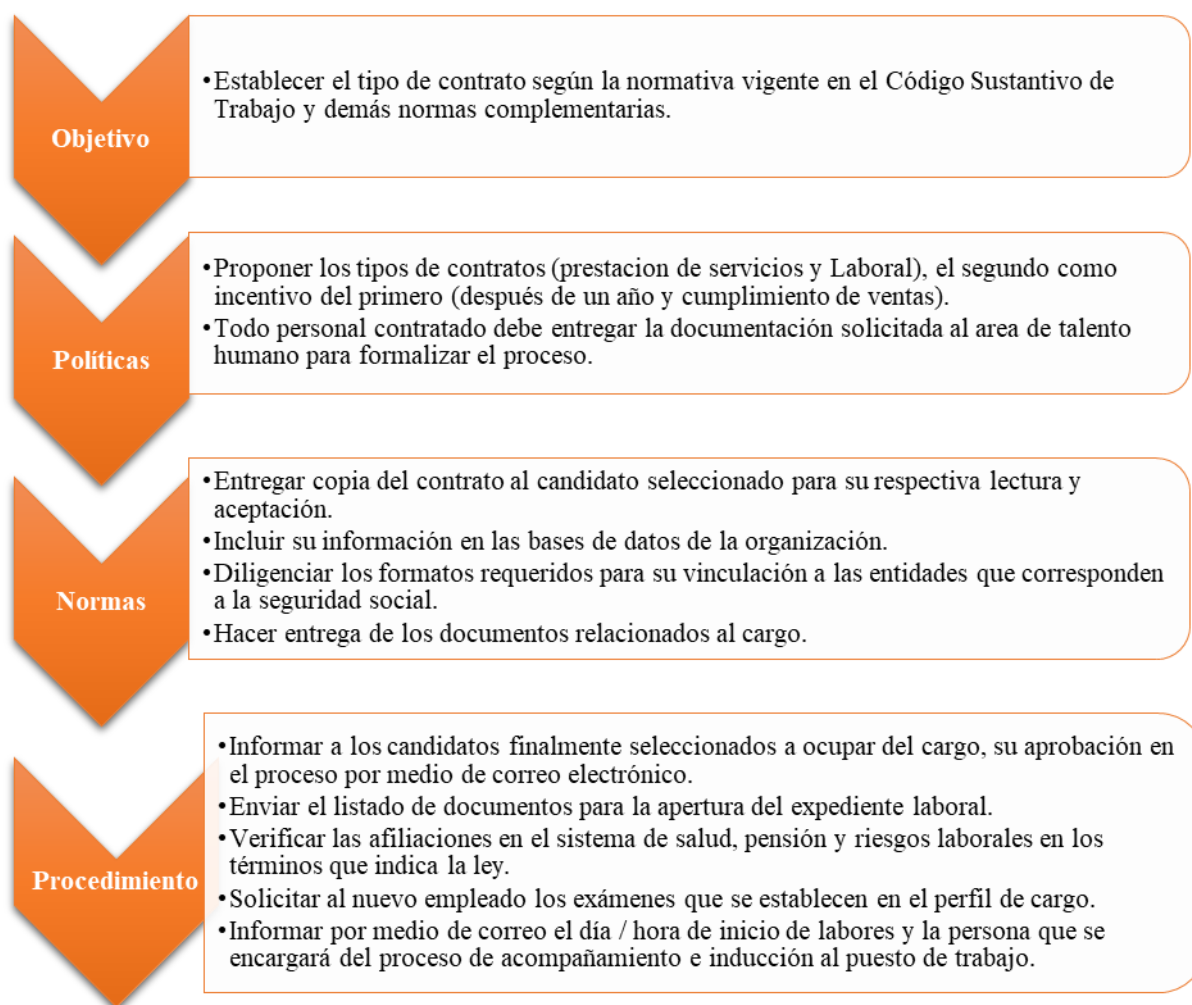 Objetivo
•Establecer el tipo de contrato según la normativa vigente en el Código Sustantivo de
Trabajo y demás normas complementarias.
Políticas
•Proponer los tipos de contratos (prestacion de servicios y Laboral), el segundo como
incentivo del primero (después de un año y cumplimiento de ventas).
•Todo personal contratado debe entregar la documentación solicitada al area de talento
humano para formalizar el proceso.
Normas
•Entregar copia del contrato al candidato seleccionado para su respectiva lectura y
aceptación.
•Incluir su información en las bases de datos de la organización.
•Diligenciar los formatos requeridos para su vinculación a las entidades que corresponden
a la seguridad social.
•Hacer entrega de los documentos relacionados al cargo.
Procedimiento
•Informar a los candidatos finalmente seleccionados a ocupar del cargo, su aprobación en
el proceso por medio de correo electrónico.
•Enviar el listado de documentos para la apertura del expediente laboral.
•Verificar las afiliaciones en el sistema de salud, pensión y riesgos laborales en los
términos que indica la ley.
•Solicitar al nuevo empleado los exámenes que se establecen en el perfil de cargo.
•Informar por medio de correo el día / hora de inicio de labores y la persona que se
encargará del proceso de acompañamiento e inducción al puesto de trabajo.